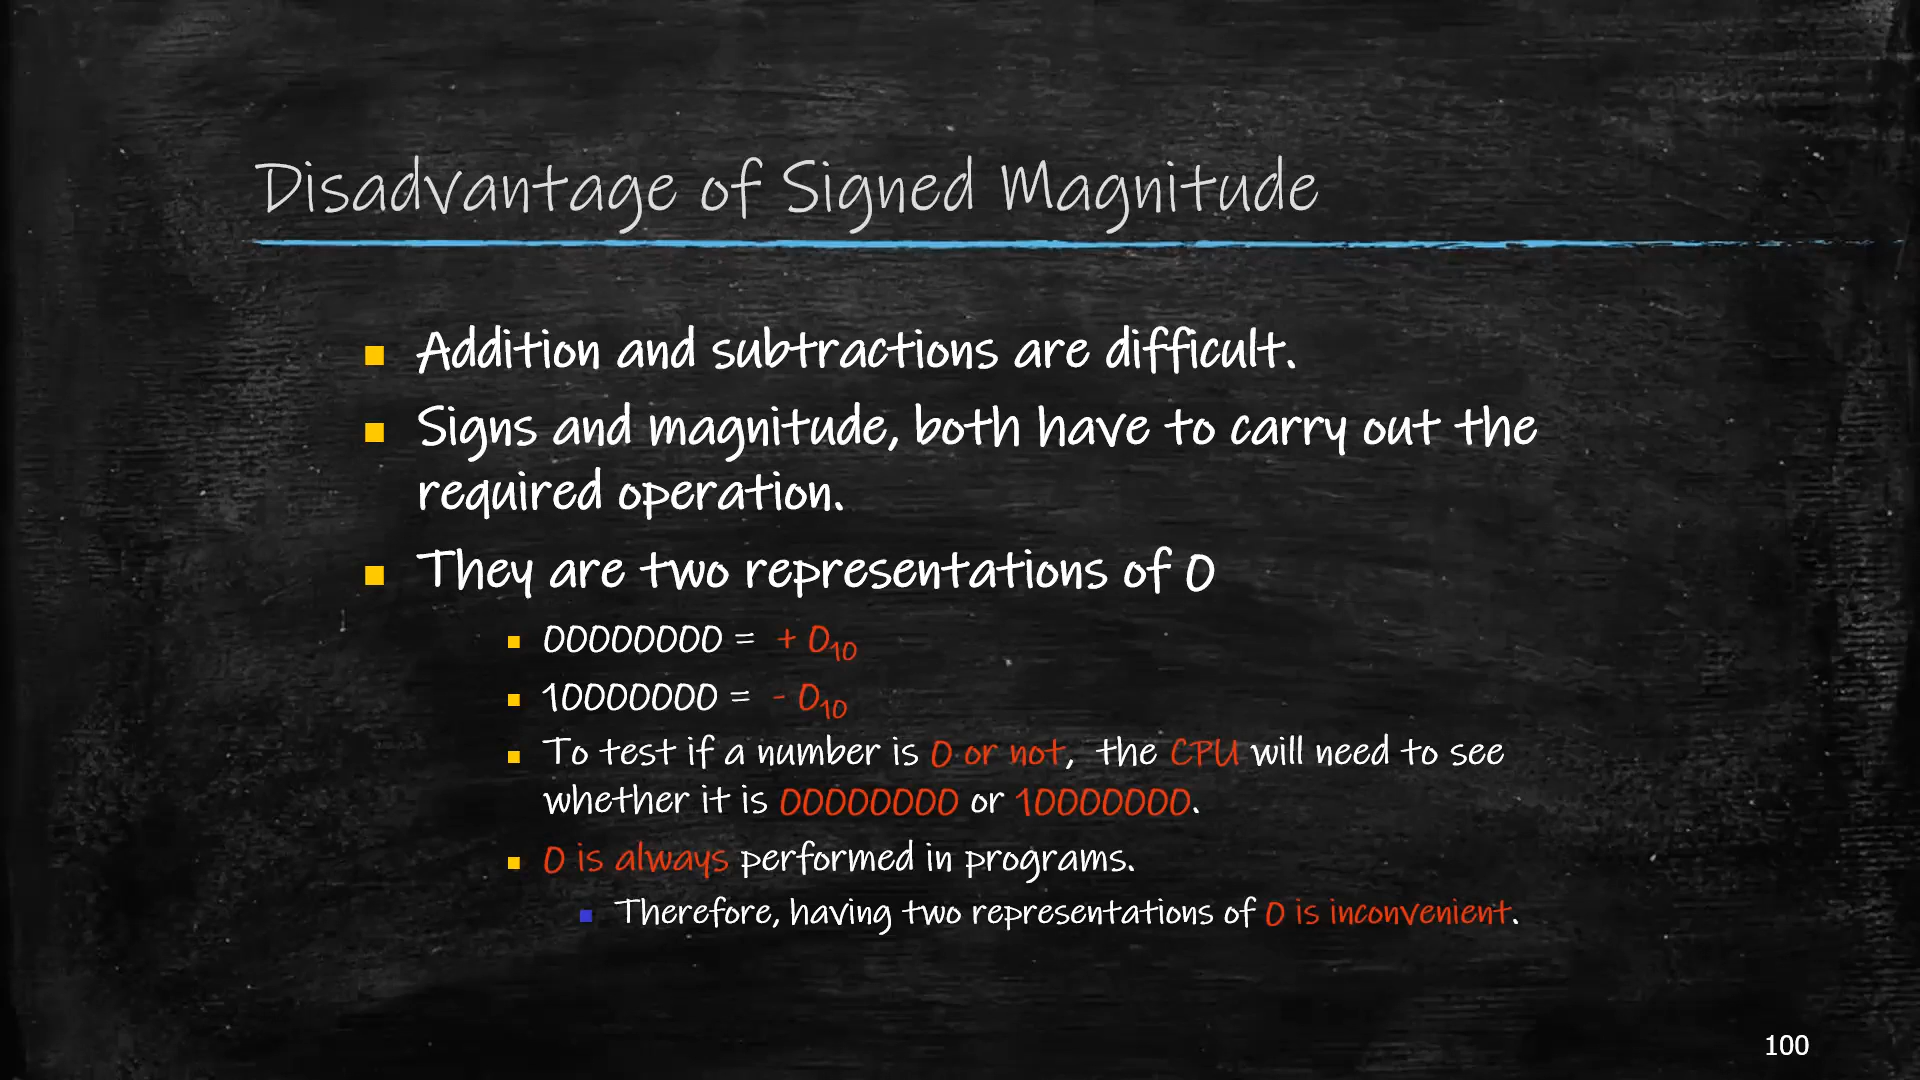 Disadvantage of Signed Magnitude
Addition and subtractions are difficult.
Signs and magnitude, both have to carry out the
required operation.
They are two representations of 0
00000000 = + 0₁₀
10000000 = - 0₁₀
To test if a number is 0 or not, the CPU will need to see
whether it is 00000000 or 10000000.
0 is always performed in programs.
Therefore, having two representations of 0 is inconvenient.
100